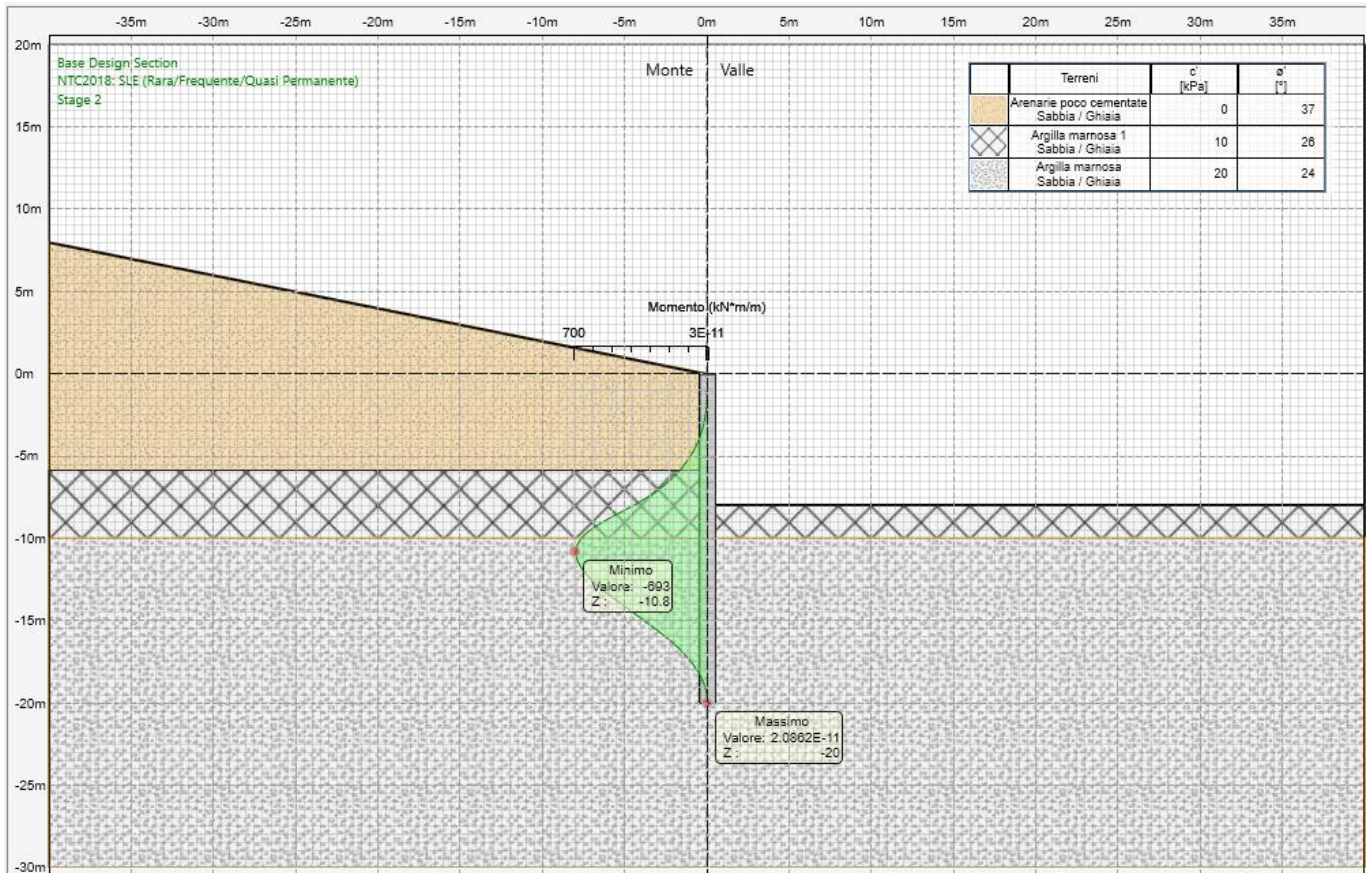 -35m -30m -25m -20m -15m -10m -5m 0m 5m 10m 15m 20m 25m 30m 35m
20m
Base Design Section
NTC2018: SLE (Rara/Frequente/Quasi Permanente)
Stage 2
Monte Valle
Terreni c' [kPa] ø' [°]
Arenarie poco cementate
Sabbia / Ghiaia 0 37
Argilla marnosa 1
Sabbia / Ghiaia 10 26
Argilla marnosa
Sabbia / Ghiaia 20 24
15m
10m
5m
Momento (kN*m/m)
700 3E-11
0m
-5m
-10m
Minimo
Valore: -693
Z : -10.8
-15m
-20m
Massimo
Valore: 2.0862E-11
Z : -20
-25m
-30m